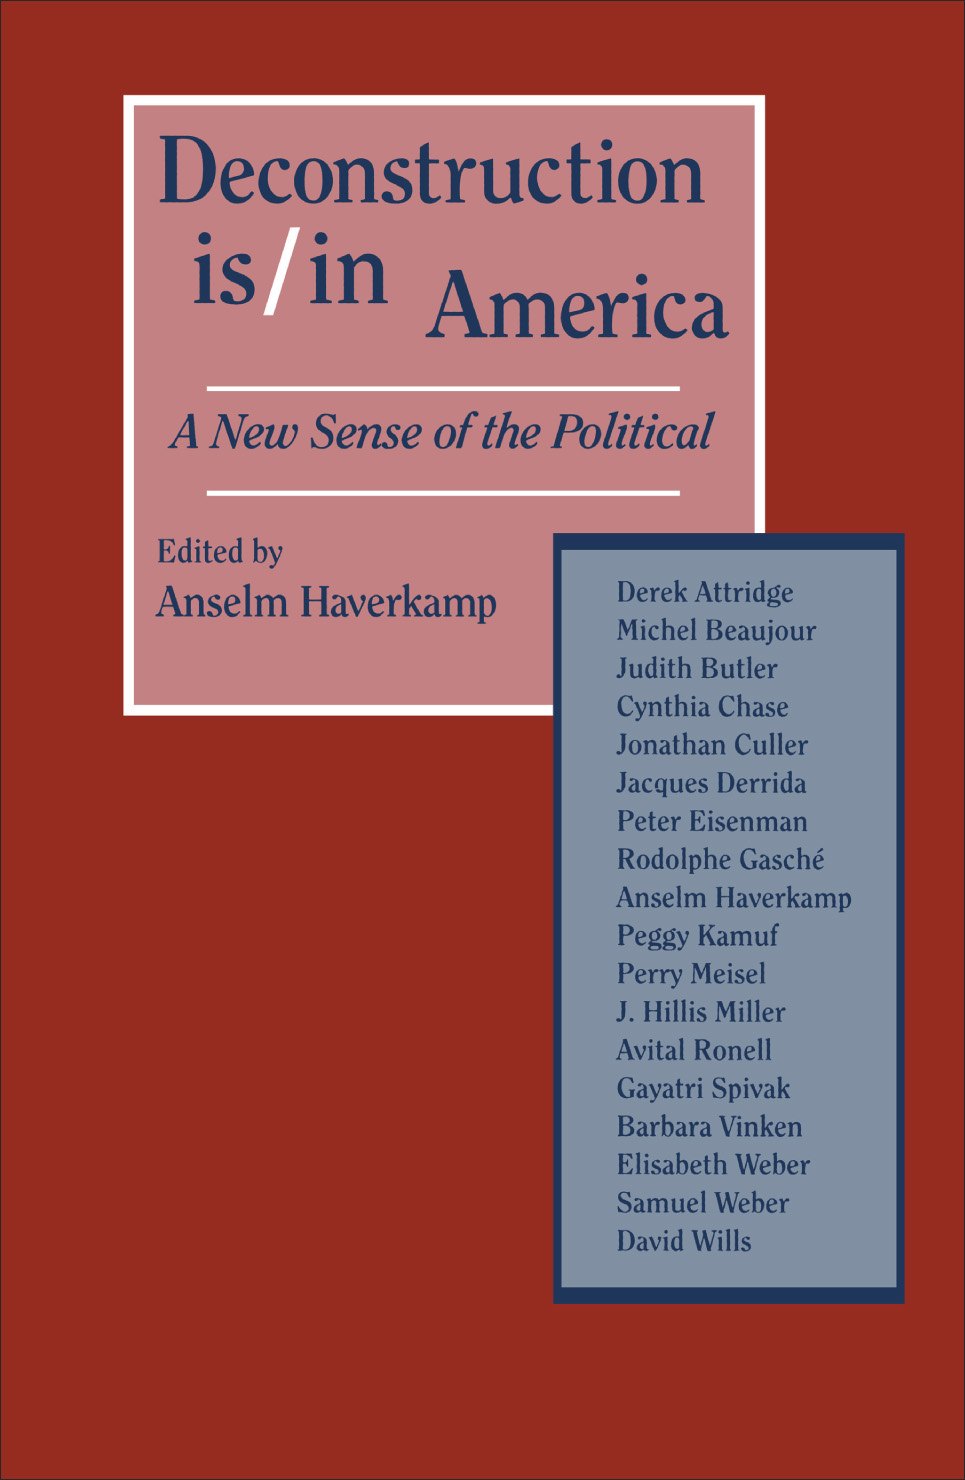 Deconstruction
is/in
America
A New Sense of the Political
Edited by
Anselm Haverkamp
Derek Attridge
Michel Beaujour
Judith Butler
Cynthia Chase
Jonathan Culler
Jacques Derrida
Peter Eisenman
Rodolphe Gasché
Anselm Haverkamp
Peggy Kamuf
Perry Meisel
J. Hillis Miller
Avital Ronell
Gayatri Spivak
Barbara Vinken
Elisabeth Weber
Samuel Weber
David Wills